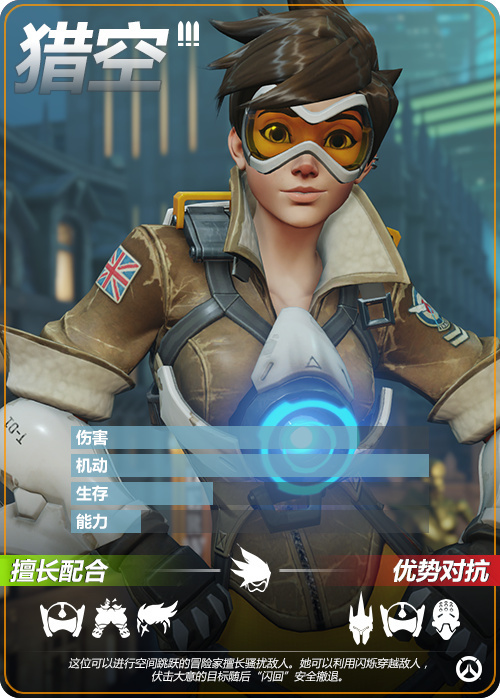 猎空
T-01
伤害
机动
生存
能力
擅长配合
优势对抗
这位可以进行空间跳跃的冒险家擅长骚扰敌人。她可以利用闪烁穿越敌人，
伏击大意的目标随后“闪回”安全撤退。